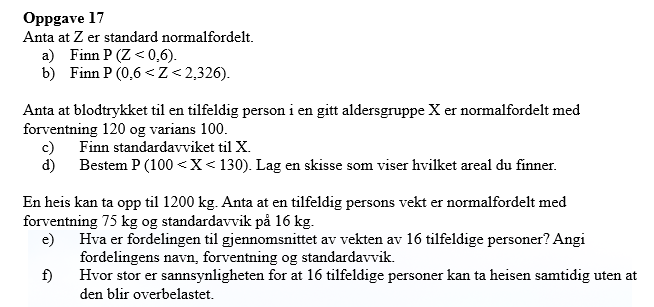 Oppgave 17
Anta at Z er standard normalfordelt.
a) Finn P (Z < 0,6).
b) Finn P (0,6 < Z < 2,326).
Anta at blodtrykket til en tilfeldig person i en gitt aldersgruppe X er normalfordelt med
forventning 120 og varians 100.
c) Finn standardavviket til X.
d) Bestem P (100 < X < 130). Lag en skisse som viser hvilket areal du finner.
En heis kan ta opp til 1200 kg. Anta at en tilfeldig persons vekt er normalfordelt med
forventning 75 kg og standardavvik på 16 kg.
e) Hva er fordelingen til gjennomsnittet av vekten av 16 tilfeldige personer? Angi
fordelingens navn, forventning og standardavvik.
f) Hvor stor er sannsynligheten for at 16 tilfeldige personer kan ta heisen samtidig uten at
den blir overbelastet.